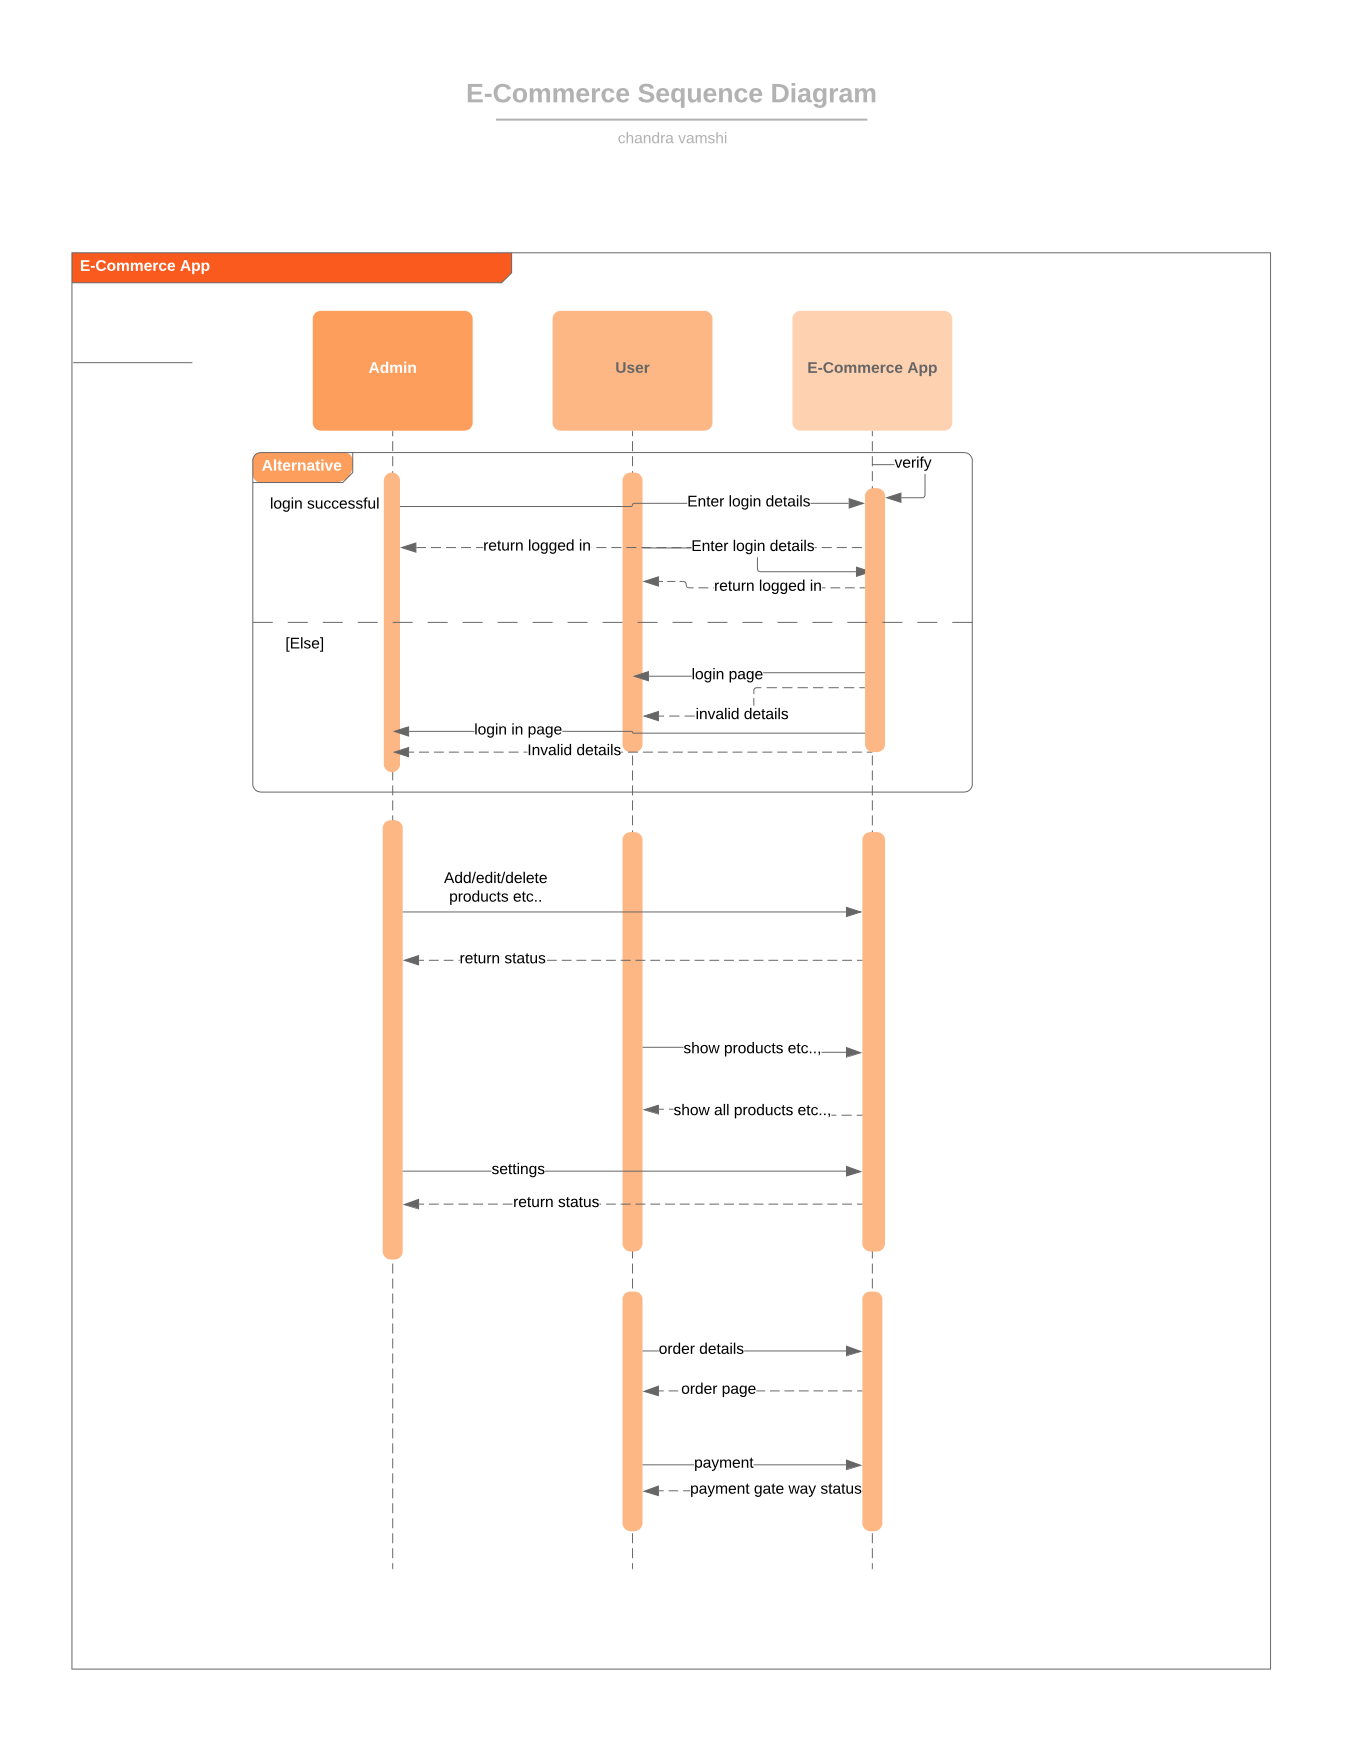 E-Commerce Sequence Diagram
chandra vamshi
E-Commerce App
Admin
User
E-Commerce App
Alternative
verify
login successful
Enter login details
return logged in
Enter login details
return logged in
[Else]
login page
invalid details
login in page
Invalid details
Add/edit/delete
products etc..
return status
show products etc..,
show all products etc..,
settings
return status
order details
order page
payment
payment gate way status